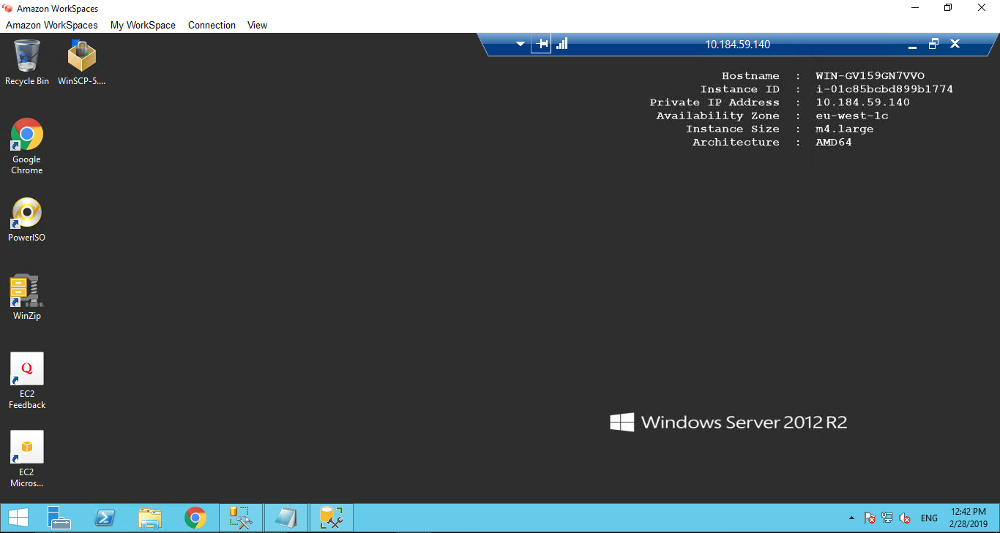 Amazon WorkSpaces
Amazon WorkSpaces My WorkSpace Connection View
10.184.59.140
Hostname : WIN-GV159GN7VVO
Instance ID : i-01c85bcbd899b1774
Private IP Address : 10.184.59.140
Availability Zone : eu-west-1c
Instance Size : m4.large
Architecture : AMD64
Recycle Bin
WinSCP-5....
Google
Chrome
PowerISO
WinZip
Q
EC2
Feedback
EC2
Micros...
Windows Server 2012 R2
ENG
12:42 PM
2/28/2019